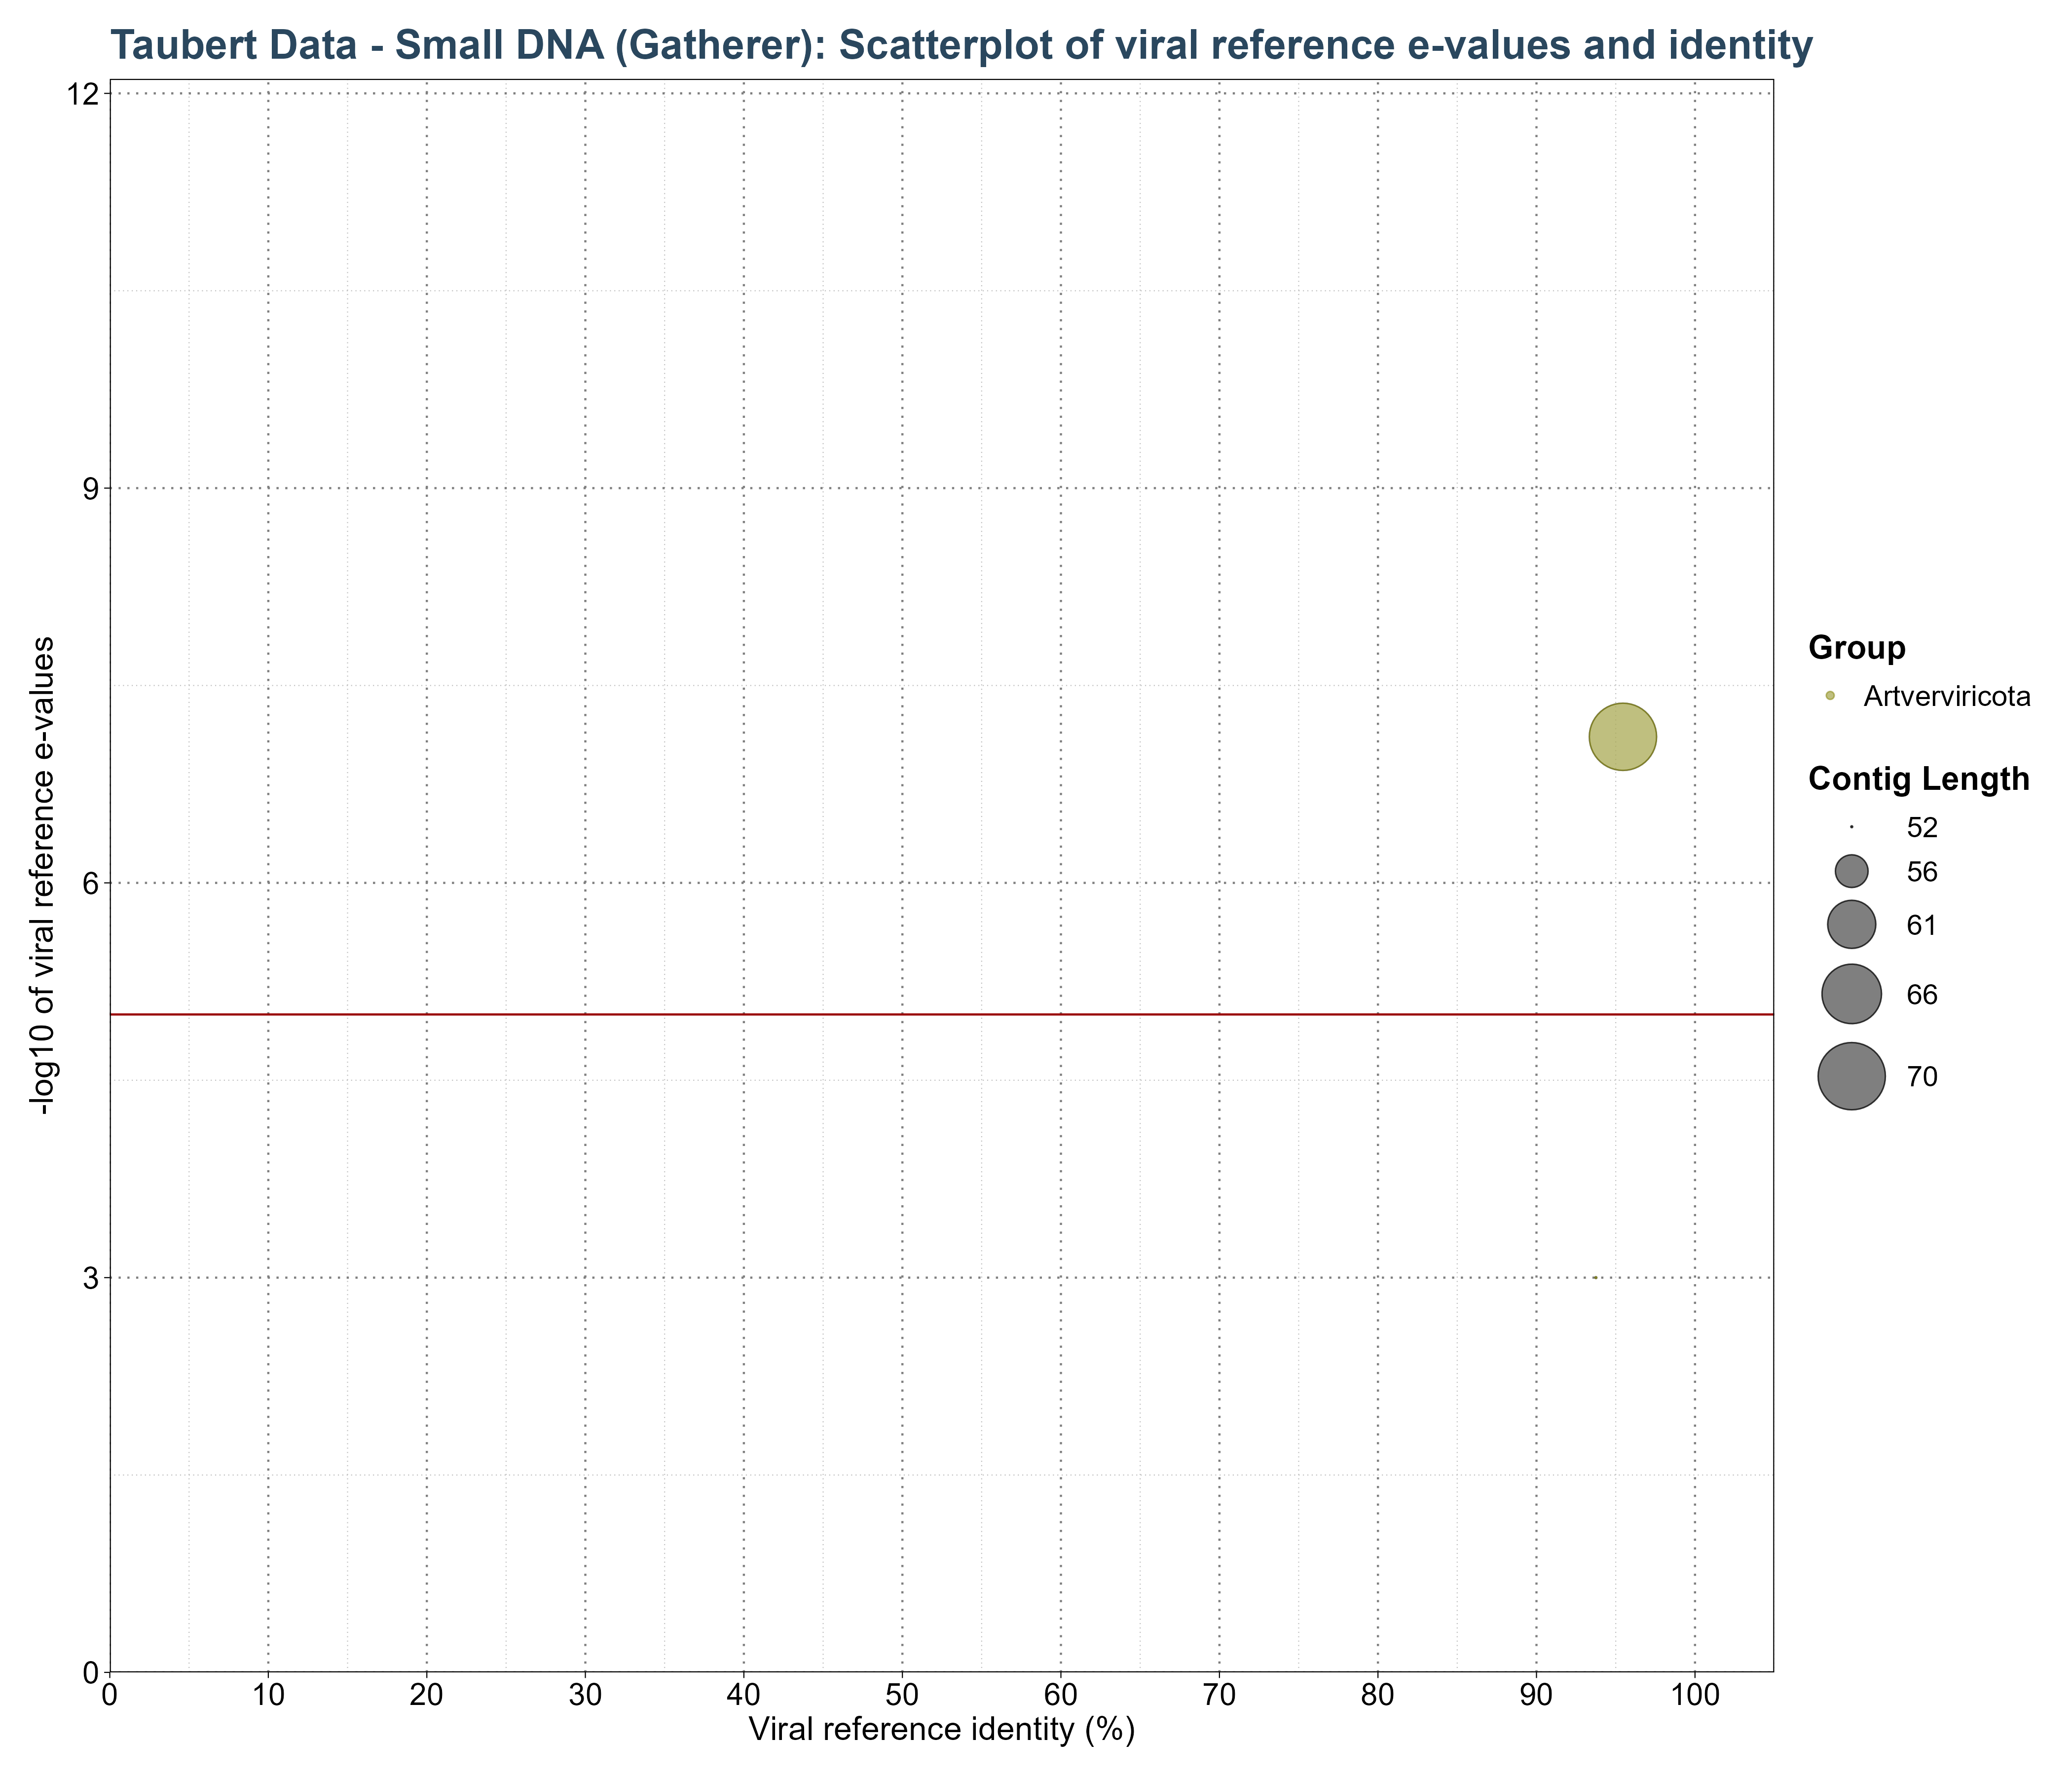 Taubert Data - Small DNA (Gatherer): Scatterplot of viral reference e-values and identity
12
9
6
3
0
-log10 of viral reference e-values
0 10 20 30 40 50 60 70 80 90 100
Viral reference identity (%)
Group
Artverviricota
Contig Length
52
56
61
66
70